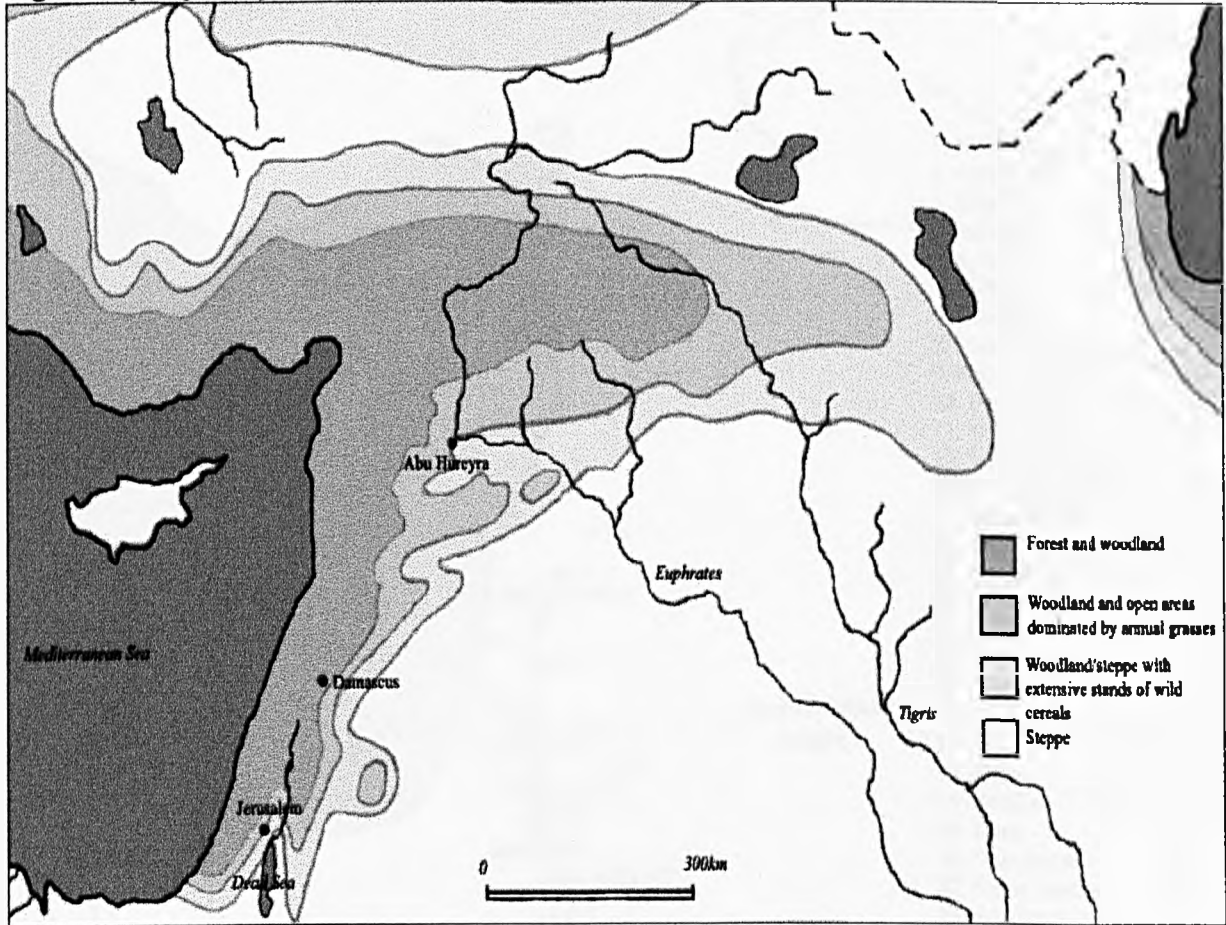 Abu Hureyra
Euphrates
Forest and woodland
Woodland and open areas
dominated by annual grasses
Woodland/steppe with
extensive stands of wild
cereals
Steppe
Mediterranean Sea
Damascus
Tigris
Jerusalem
Dead Sea
0 300km